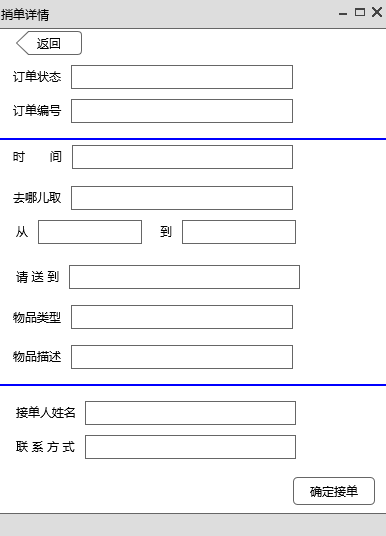 捎单详情
返回
订单状态
订单编号
时 间
去哪儿取
从 到
请 送 到
物品类型
物品描述
接单人姓名
联 系 方 式
确定接单